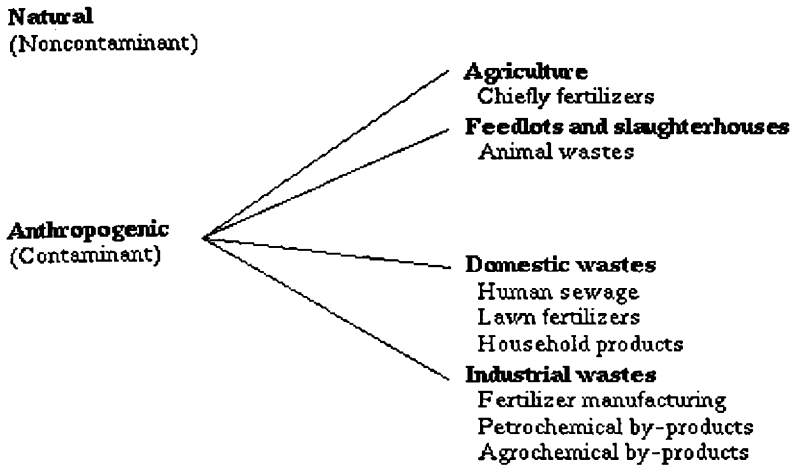 Natural
(Noncontaminant)
Agriculture
Chiefly fertilizers
Feedlots and slaughterhouses
Animal wastes
Anthropogenic
(Contaminant)
Domestic wastes
Human sewage
Lawn fertilizers
Household products
Industrial wastes
Fertilizer manufacturing
Petrochemical by-products
Agrochemical by-products